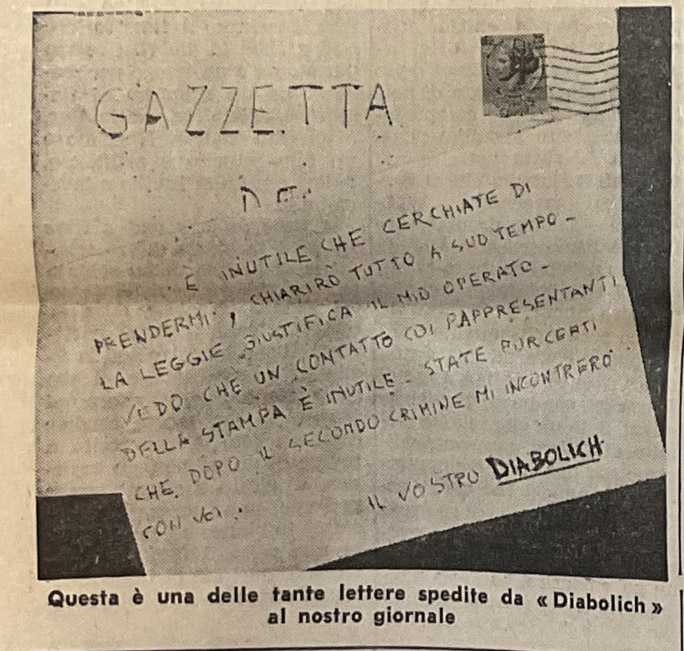 GAZZETTA
È INUTILE CHE CERCHIATE DI
PRENDERMI, CHIARIRÒ TUTTO A SUO TEMPO -
LA LEGGIE GIUSTIFICA IL MIO OPERATO -
VEDO CHE UN CONTATTO COI RAPPRESENTANTI
DELLA STAMPA È INUTILE - STATE PUR CERTI
CHE DOPO IL SECONDO CRIMINE MI INCONTRERÒ
CON VOI.
IL VOSTRO DIABOLICH
Questa è una delle tante lettere spedite da « Diabolich »
al nostro giornale